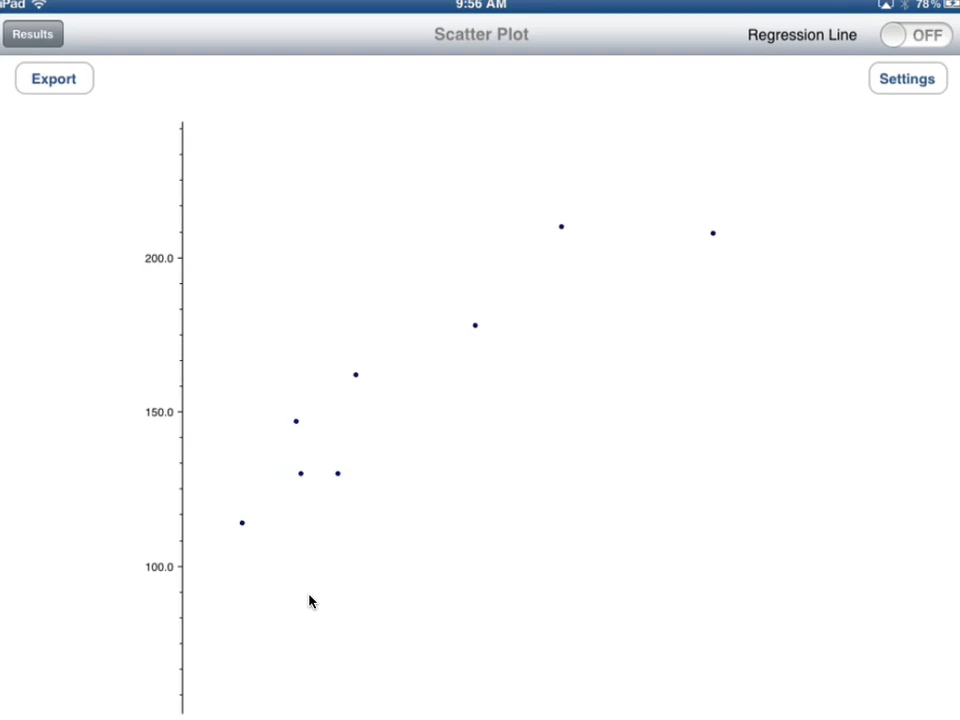 iPad 9:56 AM 78%
Results Scatter Plot Regression Line OFF
Export Settings
200.0
150.0
100.0